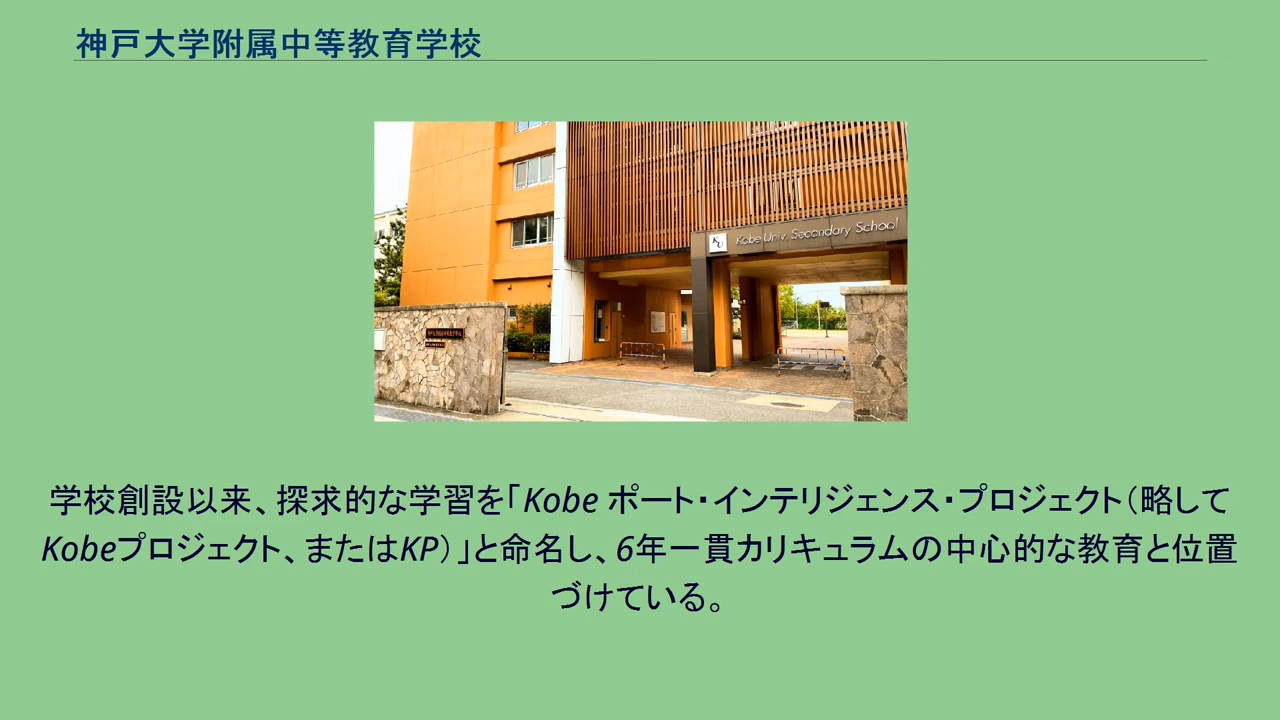 神戸大学附属中等教育学校
KU
Kobe Univ. Secondary School
学校創設以来、探求的な学習を「Kobe ポート・インテリジェンス・プロジェクト（略して
Kobeプロジェクト、またはKP）」と命名し、6年一貫カリキュラムの中心的な教育と位置
づけている。